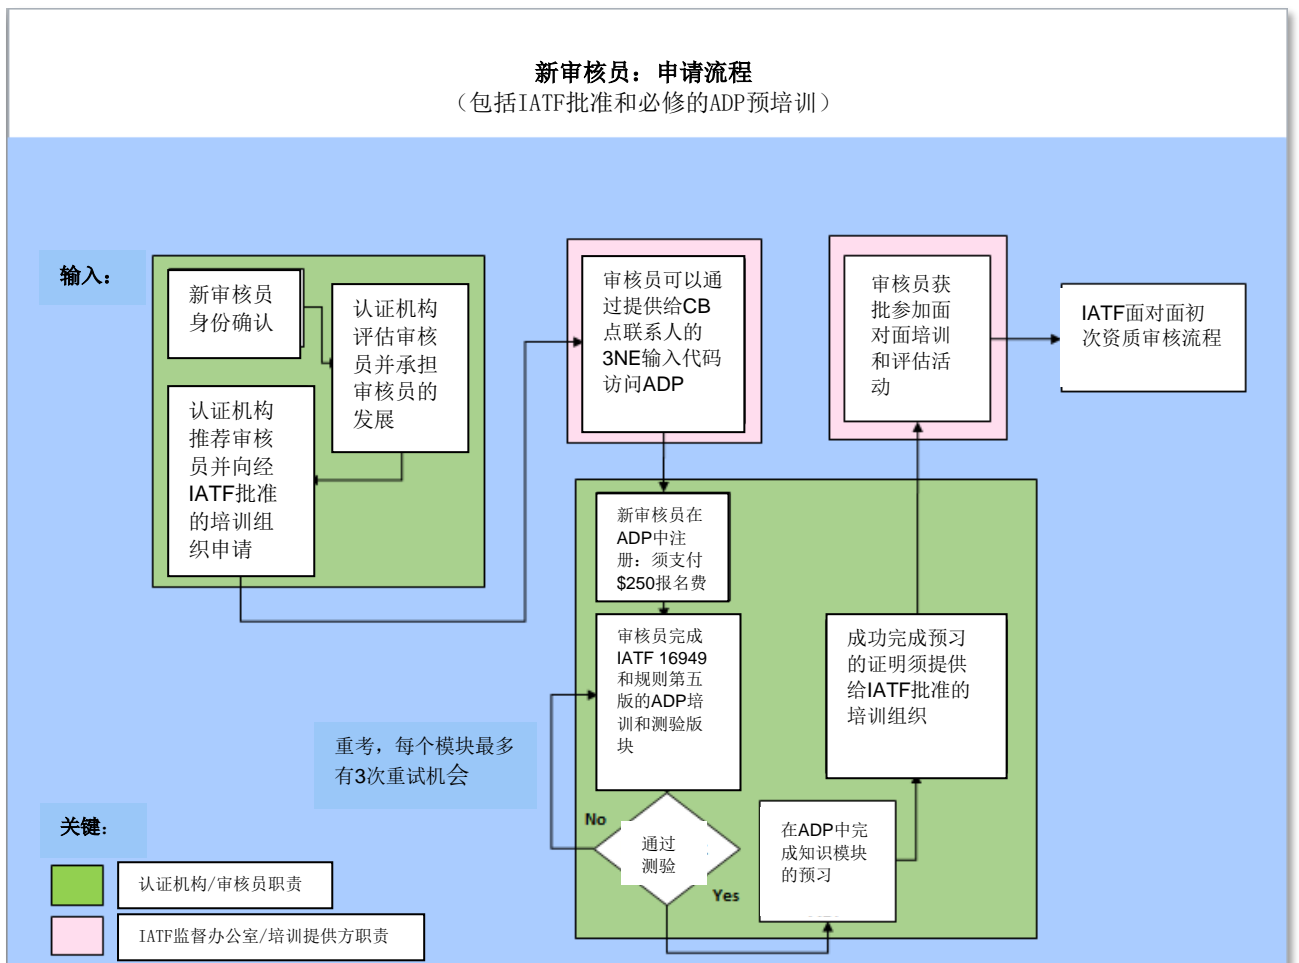 新审核员：申请流程
（包括IATF批准和必修的ADP预培训）
输入：
新审核员
身份确认
认证机构
评估审核
员并承担
审核员的
发展
认证机构
推荐审核
员并向经
IATF批准
的培训组
织申请
审核员可以通
过提供给CB
点联系人的
3NE输入代码
访问ADP
审核员获
批参加面
对面培训
和评估活
动
IATF面对面初
次资质审核流程
新审核员在
ADP中注
册：须支付
$250报名费
审核员完成
IATF 16949
和规则第五
版的ADP培
训和测验版
块
成功完成预习
的证明须提供
给IATF批准的
培训组织
重考，每个模块最多
有3次重试机会
No
通过
测验
Yes
在ADP中完
成知识模块
的预习
关键：
认证机构/审核员职责
IATF监督办公室/培训提供方职责